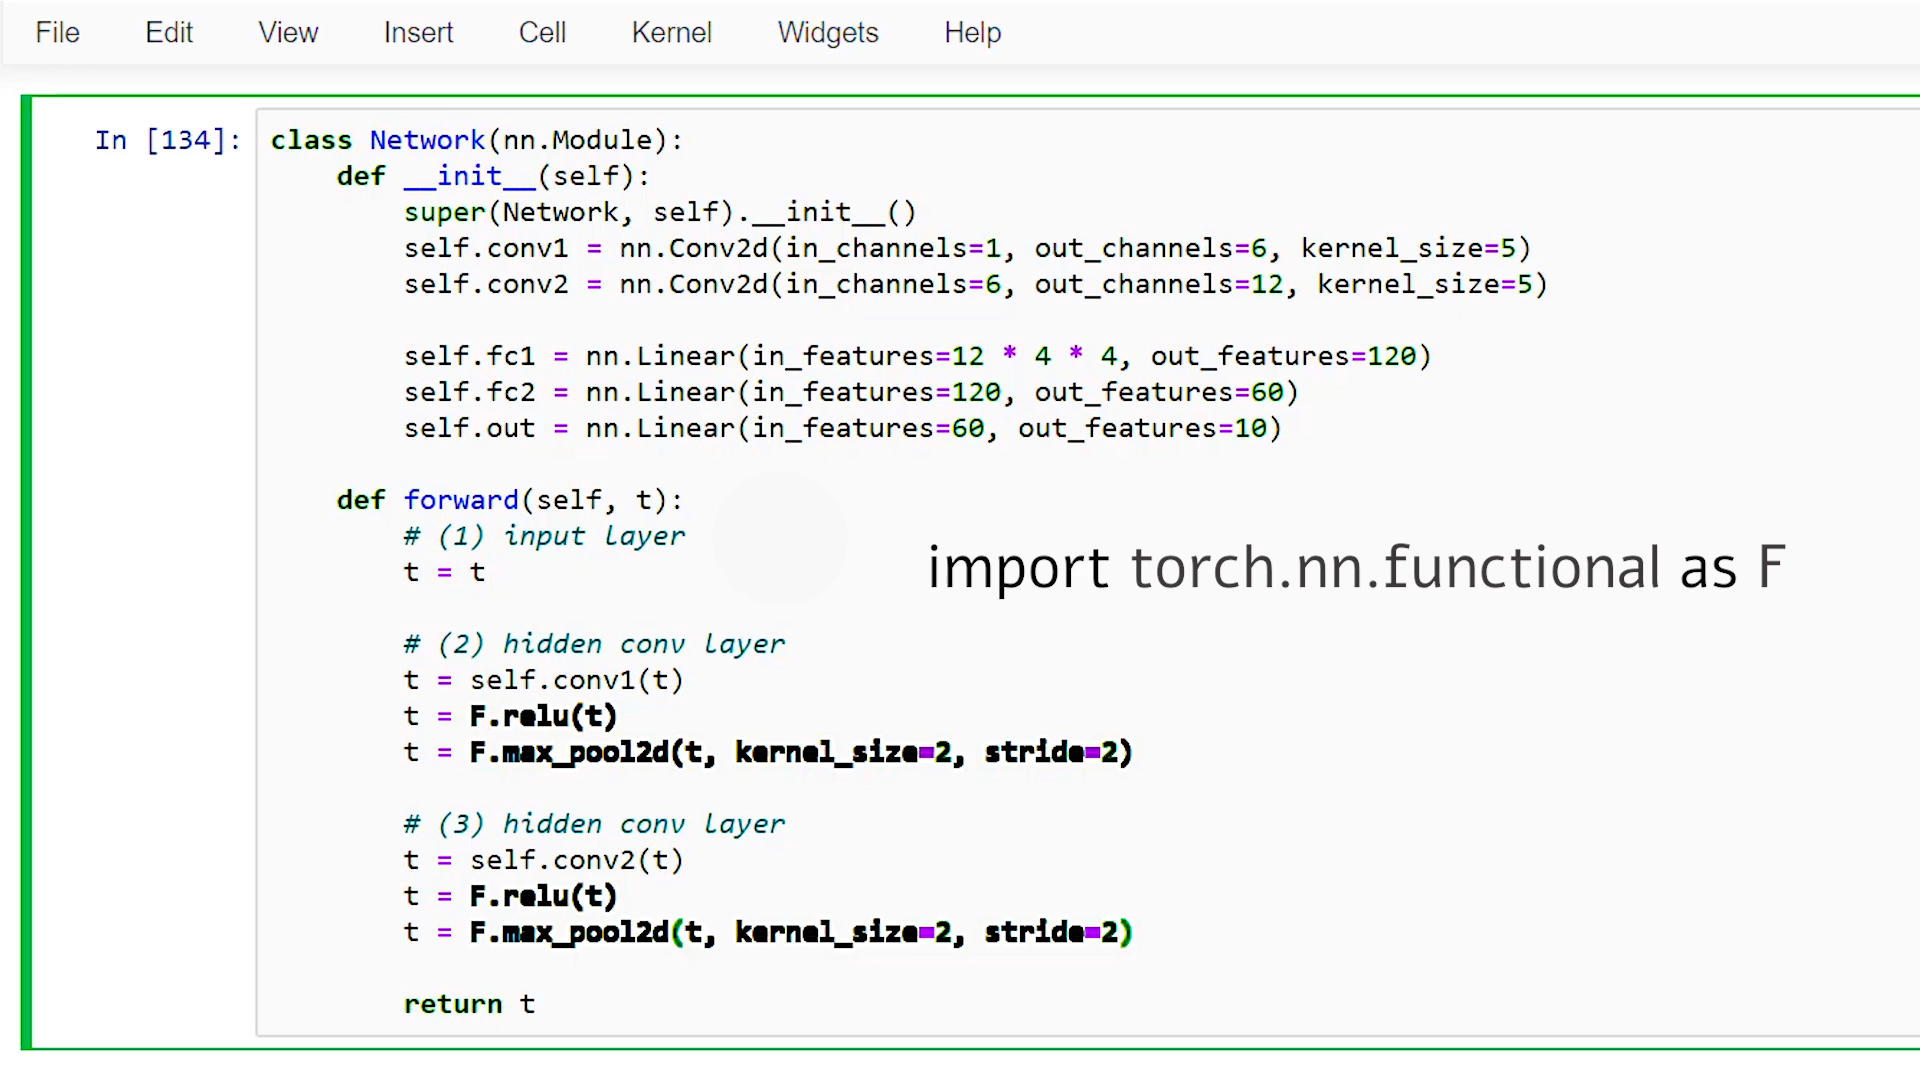 File Edit View Insert Cell Kernel Widgets Help
In [134]: class Network(nn.Module):
    def __init__(self):
        super(Network, self).__init__()
        self.conv1 = nn.Conv2d(in_channels=1, out_channels=6, kernel_size=5)
        self.conv2 = nn.Conv2d(in_channels=6, out_channels=12, kernel_size=5)
        self.fc1 = nn.Linear(in_features=12 * 4 * 4, out_features=120)
        self.fc2 = nn.Linear(in_features=120, out_features=60)
        self.out = nn.Linear(in_features=60, out_features=10)
    def forward(self, t):
        # (1) input layer
        t = t
import torch.nn.functional as F
        # (2) hidden conv layer
        t = self.conv1(t)
        t = F.relu(t)
        t = F.max_pool2d(t, kernel_size=2, stride=2)
        # (3) hidden conv layer
        t = self.conv2(t)
        t = F.relu(t)
        t = F.max_pool2d(t, kernel_size=2, stride=2)
        return t